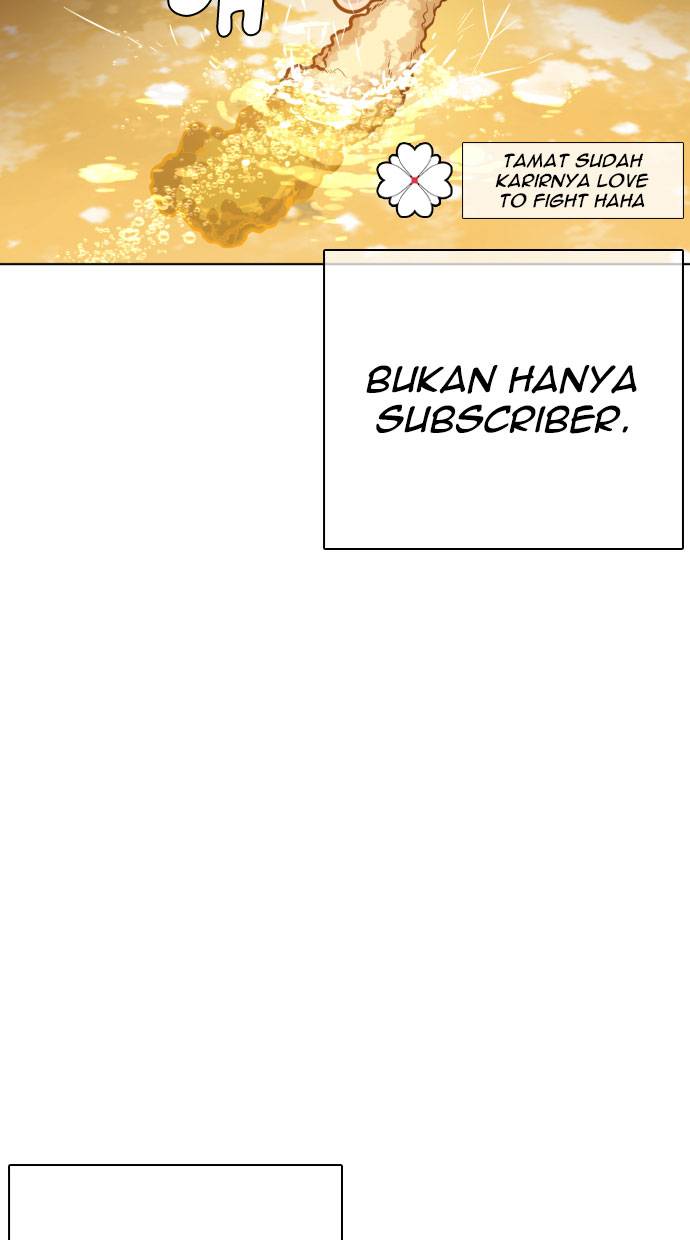 TAMAT SUDAH
KARIRNYA LOVE
TO FIGHT HAHA
BUKAN HANYA
SUBSCRIBER.